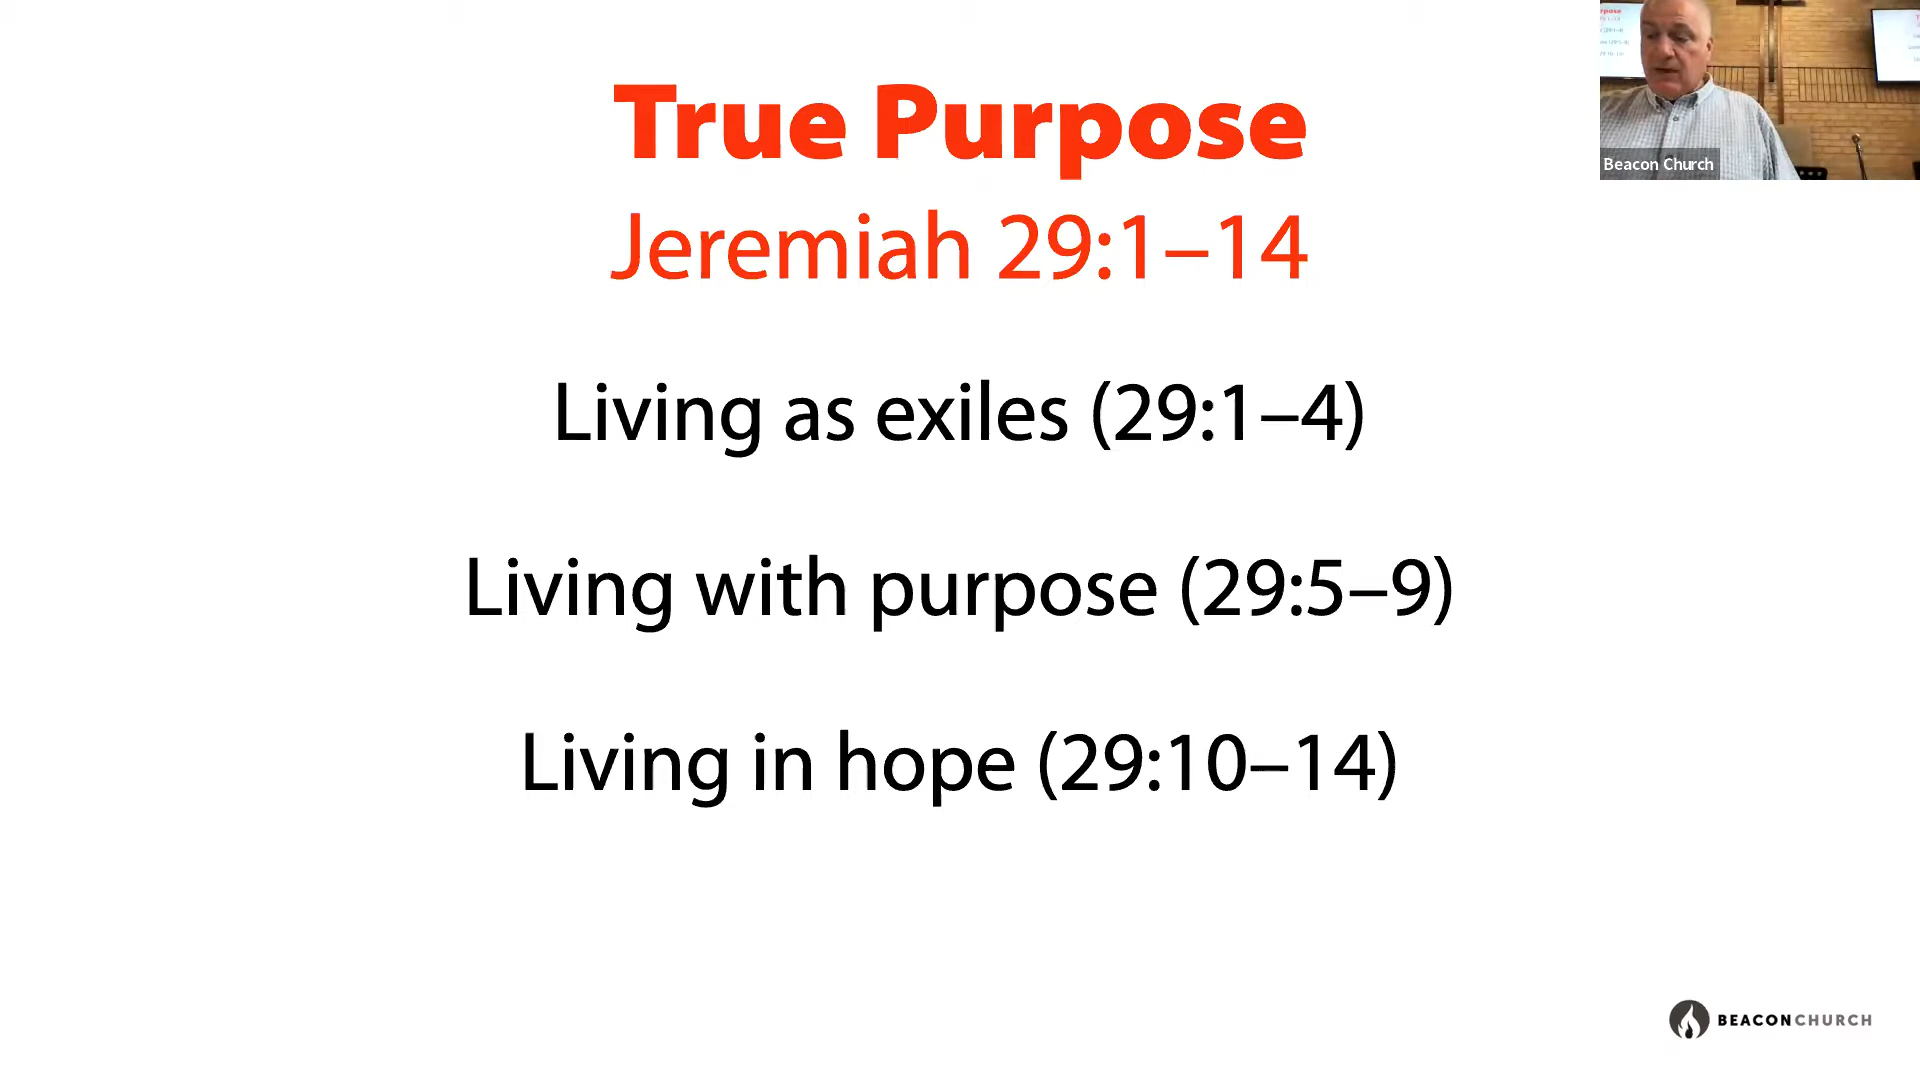 True Purpose
Jeremiah 29:1–14
Living as exiles (29:1–4)
Living with purpose (29:5–9)
Living in hope (29:10–14)
Beacon Church
BEACONCHURCH